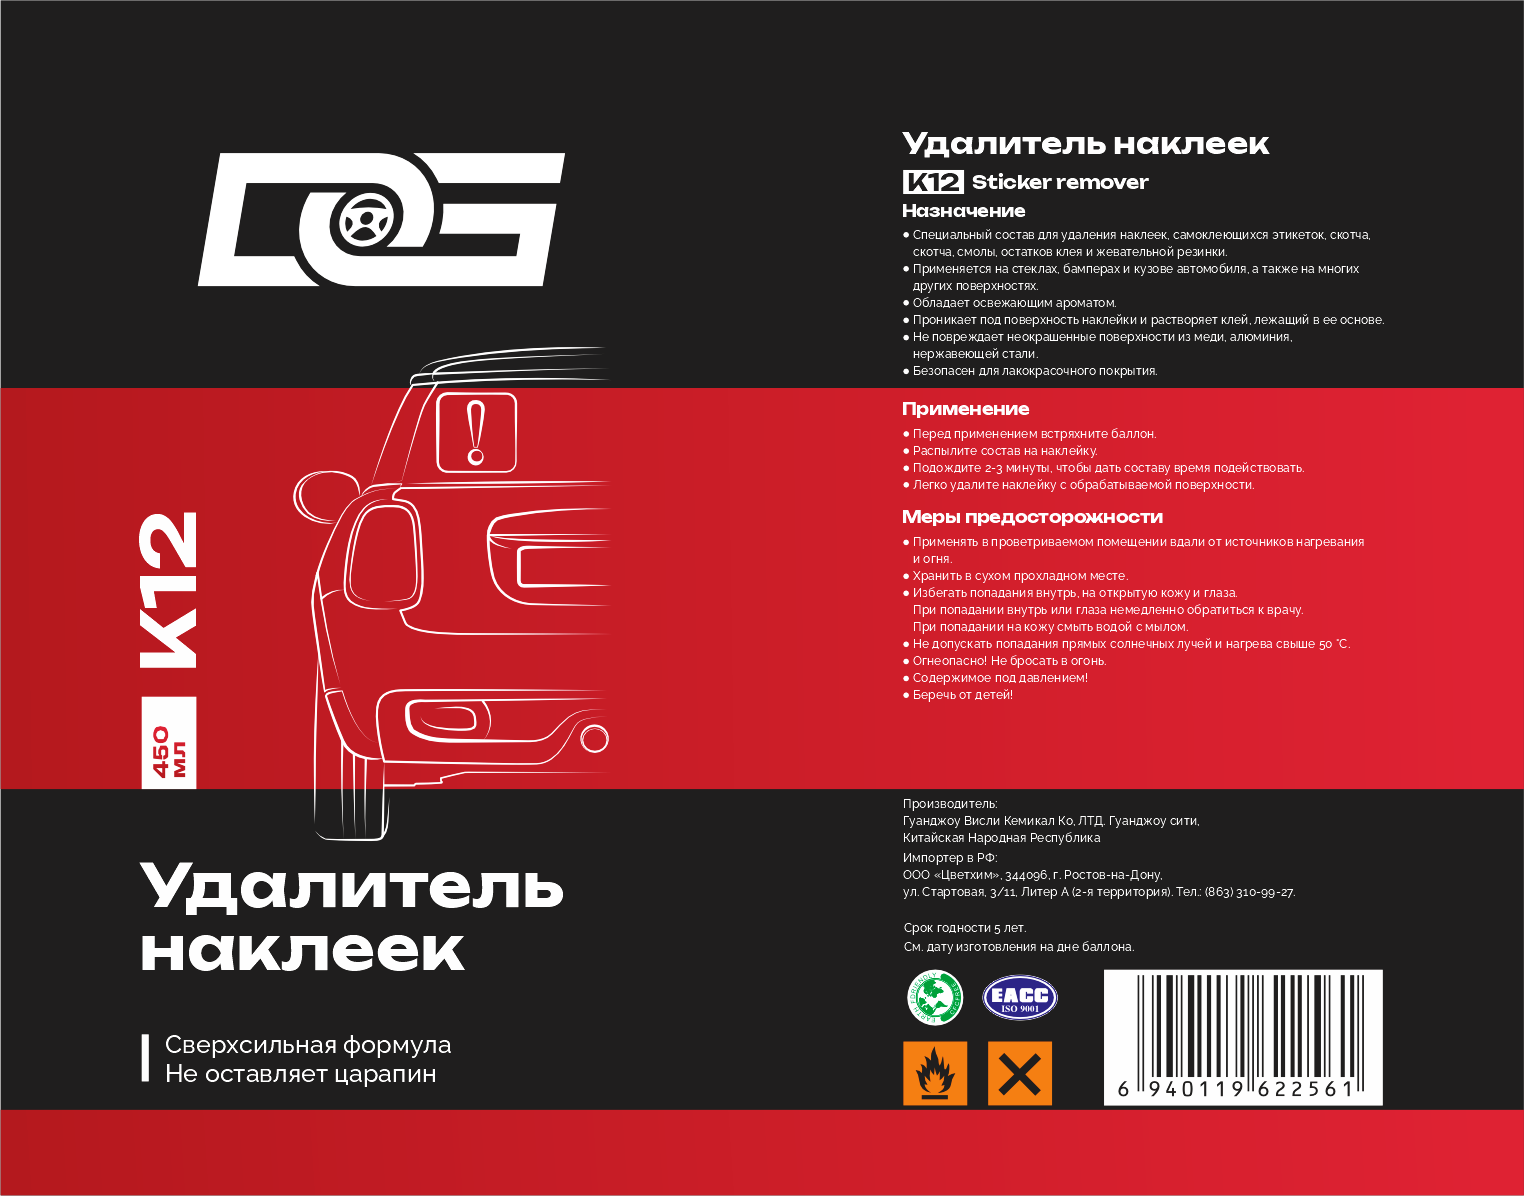 DS
K12
450
мл
Удалитель
наклеек
Сверхсильная формула
Не оставляет царапин
Удалитель наклеек
K12 Sticker remover
Назначение
● Специальный состав для удаления наклеек, самоклеющихся этикеток, скотча,
скотча, смолы, остатков клея и жевательной резинки.
● Применяется на стеклах, бамперах и кузове автомобиля, а также на многих
других поверхностях.
● Обладает освежающим ароматом.
● Проникает под поверхность наклейки и растворяет клей, лежащий в ее основе.
● Не повреждает неокрашенные поверхности из меди, алюминия,
нержавеющей стали.
● Безопасен для лакокрасочного покрытия.
Применение
● Перед применением встряхните баллон.
● Распылите состав на наклейку.
● Подождите 2-3 минуты, чтобы дать составу время подействовать.
● Легко удалите наклейку с обрабатываемой поверхности.
Меры предосторожности
● Применять в проветриваемом помещении вдали от источников нагревания
и огня.
● Хранить в сухом прохладном месте.
● Избегать попадания внутрь, на открытую кожу и глаза.
При попадании внутрь или глаза немедленно обратиться к врачу.
При попадании на кожу смыть водой с мылом.
● Не допускать попадания прямых солнечных лучей и нагрева свыше 50 °С.
● Огнеопасно! Не бросать в огонь.
● Содержимое под давлением!
● Беречь от детей!
Производитель:
Гуанджоу Висли Кемикал Ко, ЛТД. Гуанджоу сити,
Китайская Народная Республика
Импортер в РФ:
ООО «Цветхим», 344096, г. Ростов-на-Дону,
ул. Стартовая, 3/11, Литер А (2-я территория). Тел.: (863) 310-99-27.
Срок годности 5 лет.
См. дату изготовления на дне баллона.
EACC
ISO 9001
6 940119 622561